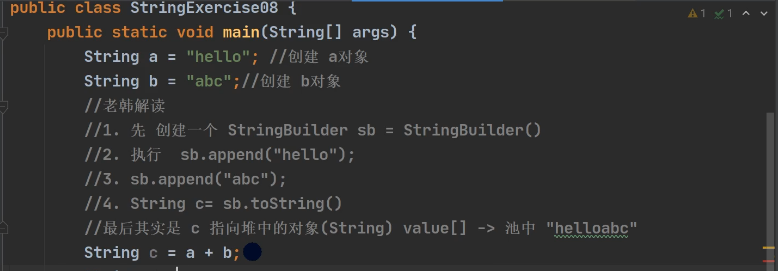 public class StringExercise08 {
public static void main(String[] args) {
String a = "hello"; //创建 a对象
String b = "abc";//创建 b对象
//老韩解读
//1. 先 创建一个 StringBuilder sb = StringBuilder()
//2. 执行  sb.append("hello");
//3. sb.append("abc");
//4. String c= sb.toString()
//最后其实是 c 指向堆中的对象(String) value[] -> 池中 "helloabc"
String c = a + b;
1 1